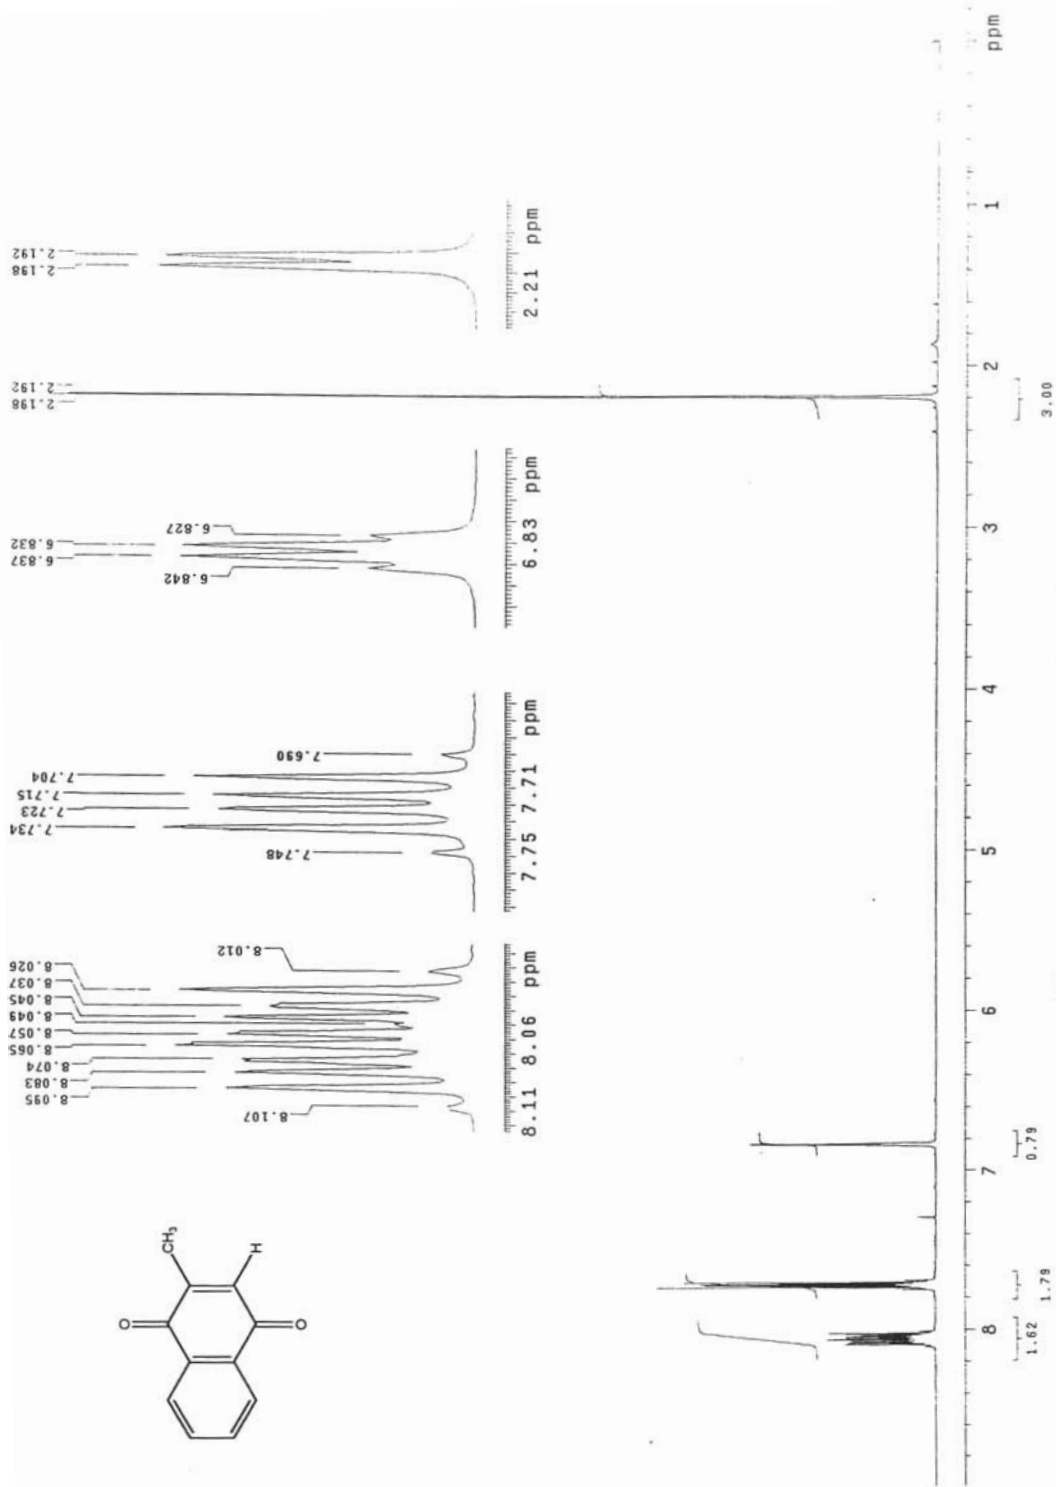 CH₃
O
H
O
8.107
8.095
8.083
8.074
8.065
8.057
8.049
8.045
8.037
8.026
8.012
8.11 8.06 ppm
7.748
7.734
7.723
7.715
7.704
7.690
7.75 7.71 ppm
6.842
6.837
6.832
6.827
6.83 ppm
2.198
2.192
2.198
2.192
2.21 ppm
8 7 6 5 4 3 2 1 ppm
1.62 1.79 0.79 3.00